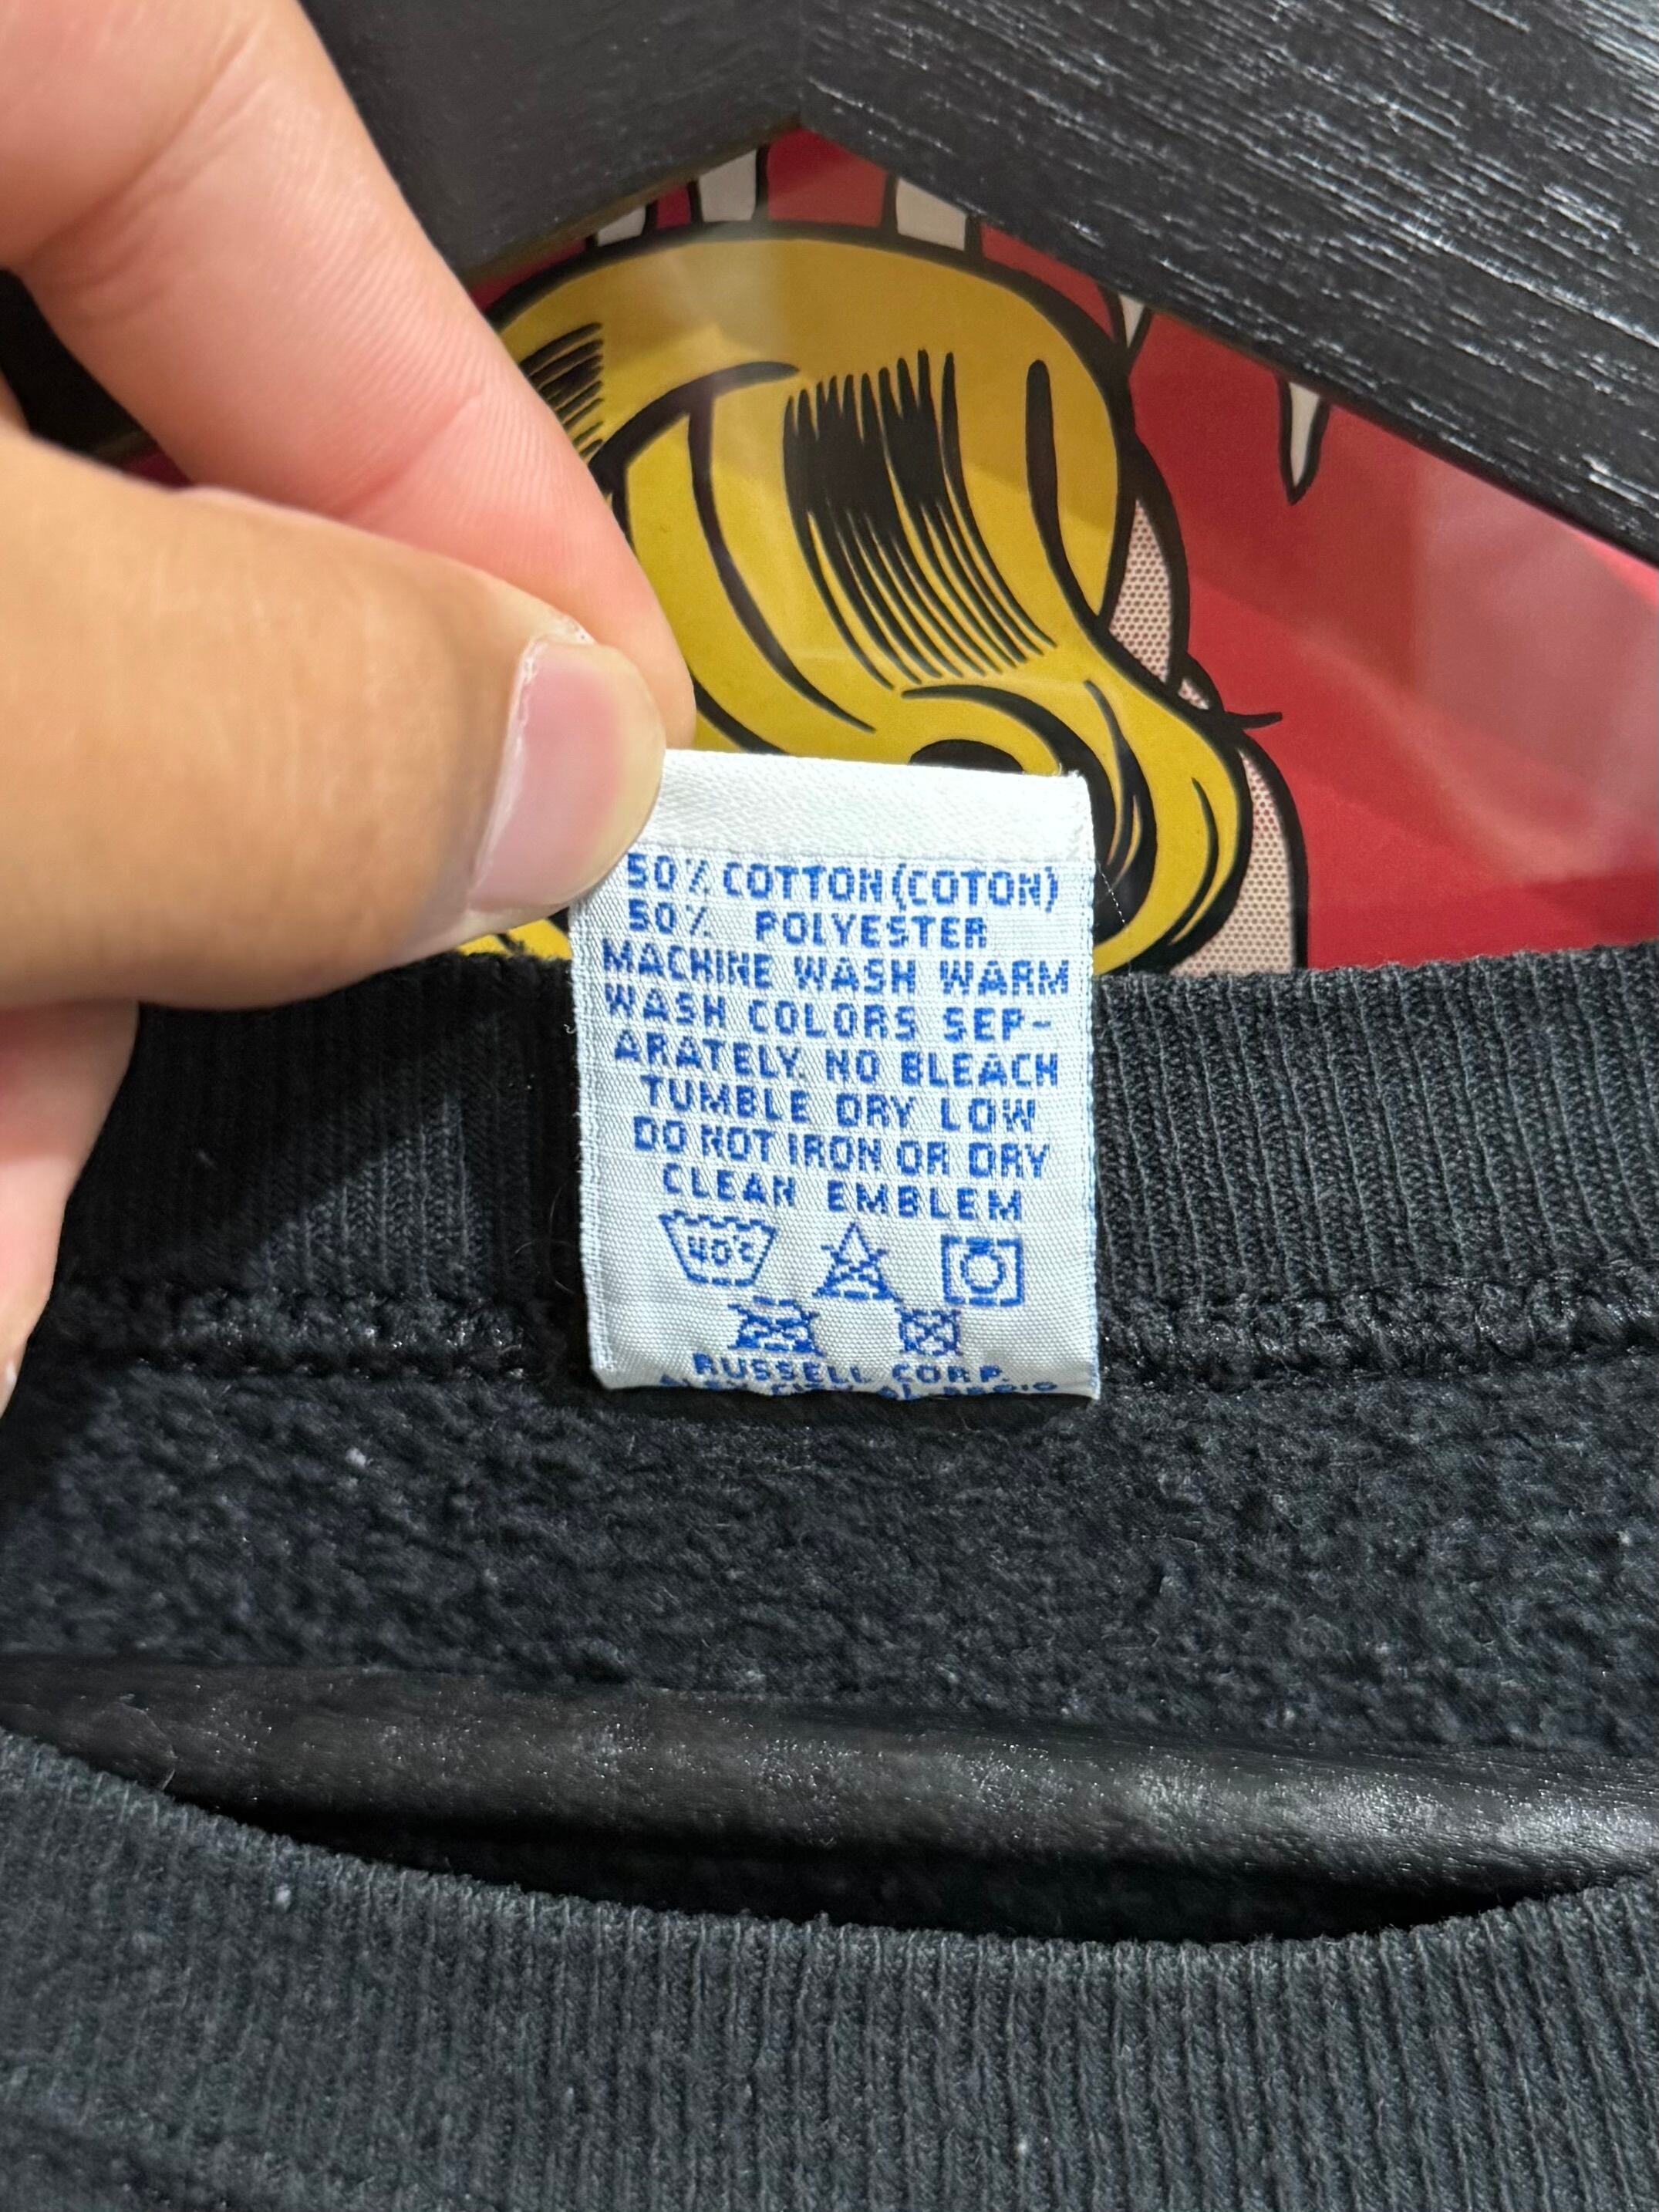 50% COTTON (COTON)
50% POLYESTER
MACHINE WASH WARM
WASH COLORS SEP-
ARATELY. NO BLEACH
TUMBLE DRY LOW
DO NOT IRON OR DRY
CLEAN EMBLEM
40°C
RUSSELL CORP.